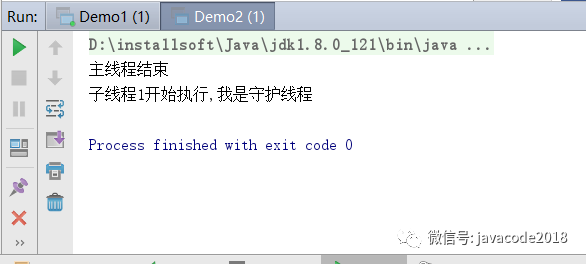 Run: Demo1 (1) Demo2 (1)
D:\installsoft\Java\jdk1.8.0_121\bin\java ...
主线程结束
子线程1开始执行,我是守护线程
Process finished with exit code 0
微信号: javacode2018